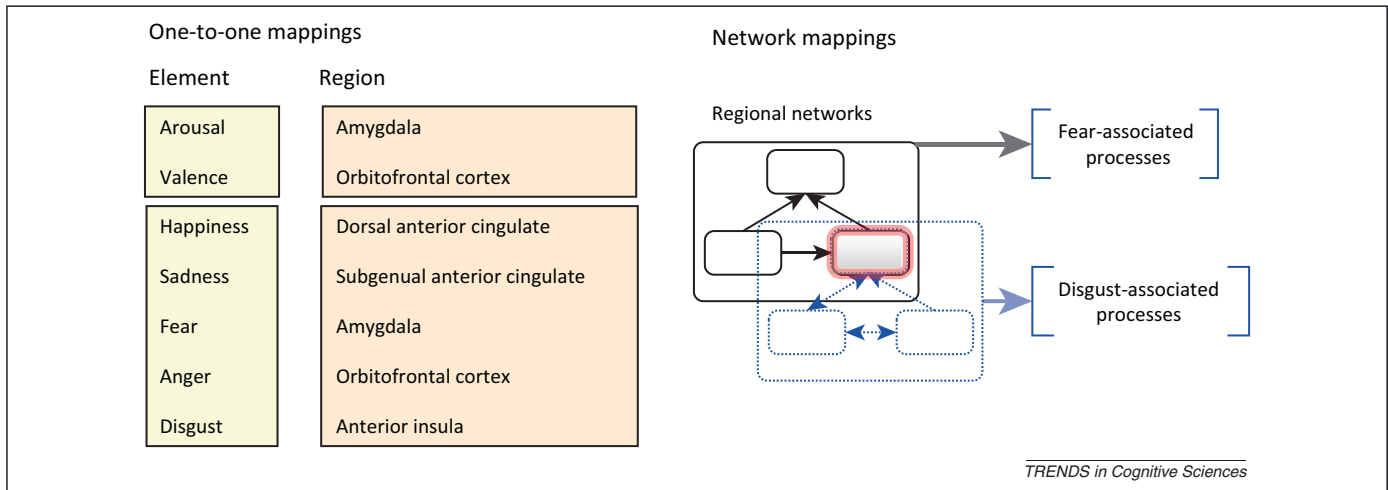 One-to-one mappings
Element Region
Arousal Amygdala
Valence Orbitofrontal cortex
Happiness Dorsal anterior cingulate
Sadness Subgenual anterior cingulate
Fear Amygdala
Anger Orbitofrontal cortex
Disgust Anterior insula
Network mappings
Regional networks
Fear-associated
processes
Disgust-associated
processes
TRENDS in Cognitive Sciences